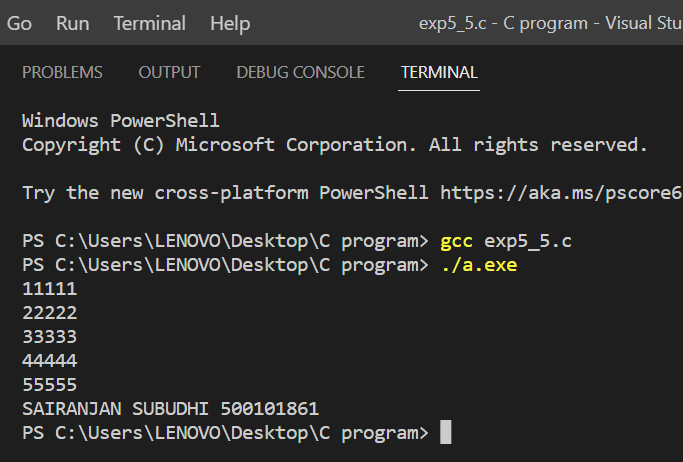 Go Run Terminal Help exp5_5.c - C program - Visual Stu
PROBLEMS OUTPUT DEBUG CONSOLE TERMINAL
Windows PowerShell
Copyright (C) Microsoft Corporation. All rights reserved.
Try the new cross-platform PowerShell https://aka.ms/pscore6
PS C:\Users\LENOVO\Desktop\C program> gcc exp5_5.c
PS C:\Users\LENOVO\Desktop\C program> ./a.exe
11111
22222
33333
44444
55555
SAIRANJAN SUBUDHI 500101861
PS C:\Users\LENOVO\Desktop\C program>